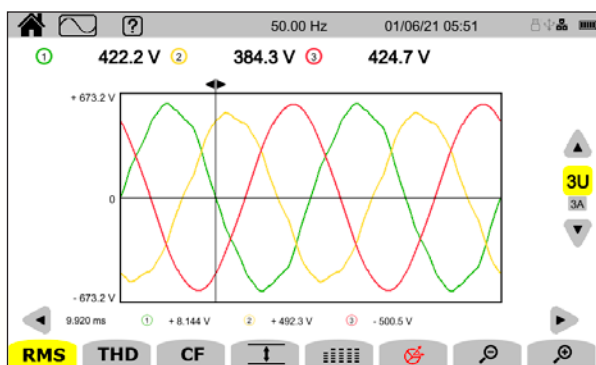 ? 50.00 Hz 01/06/21 05:51
1 422.2 V 2 384.3 V 3 424.7 V
+ 673.2 V
0
- 673.2 V
3U
3A
9.920 ms 1 + 8.144 V 2 + 492.3 V 3 - 500.5 V
RMS THD CF